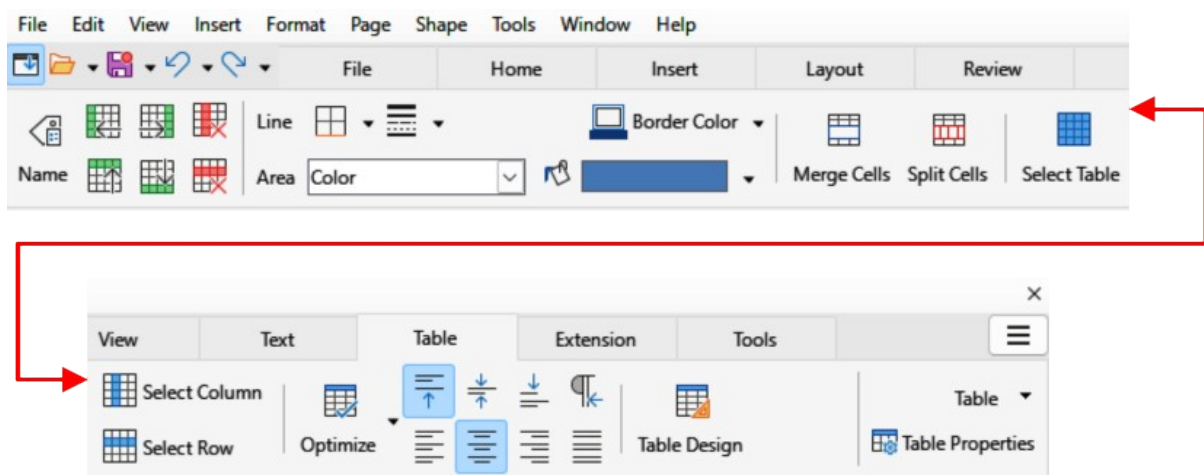 File Edit View Insert Format Page Shape Tools Window Help
File Home Insert Layout Review
Line Border Color
Name Area Color Merge Cells Split Cells Select Table
View Text Table Extension Tools
Select Column Table
Select Row Optimize Table Design Table Properties